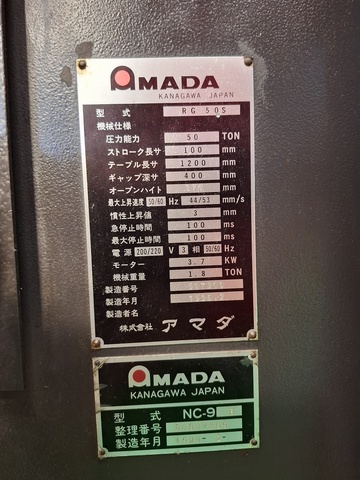 AMADA
KANAGAWA JAPAN
型式 RG 50S
機械仕様
圧力能力 50 TON
ストローク長サ 100 mm
テーブル長サ 1200 mm
ギャップ深サ 400 mm
オープンハイト mm
最大上昇速度 50/60 Hz 44/53 mm/s
慣性上昇値 3 mm
急停止時間 100 ms
最大停止時間 100 ms
電源 200/220 V 3 相 50/60 Hz
モーター 3.7 KW
機械重量 1.8 TON
製造番号
製造年月
製造者名
株式会社 アマダ
AMADA
KANAGAWA JAPAN
型式 NC-9
整理番号
製造年月